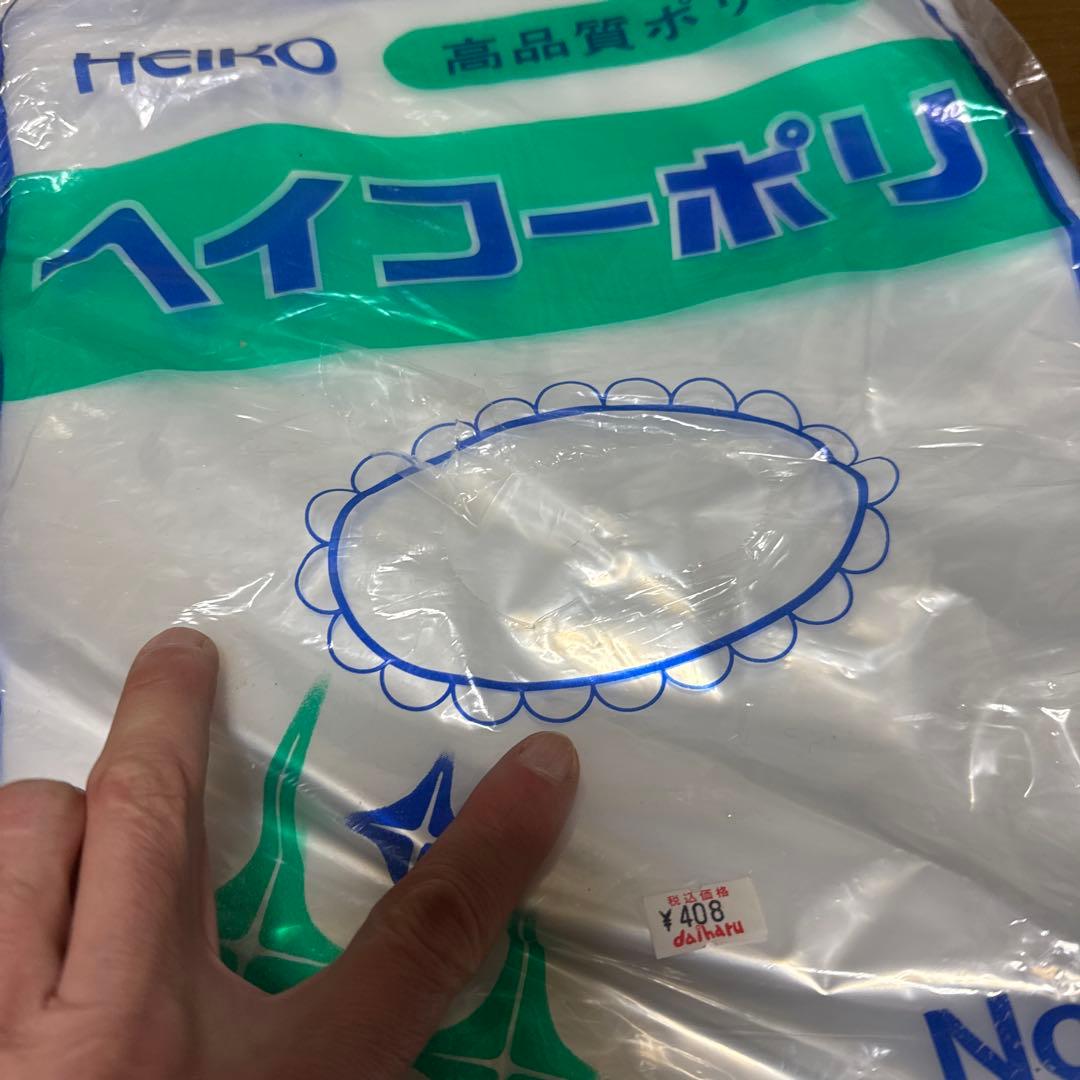 HEIKO
高品質ポリ
ヘイコーポリ
税込価格
¥408
daiharu
No